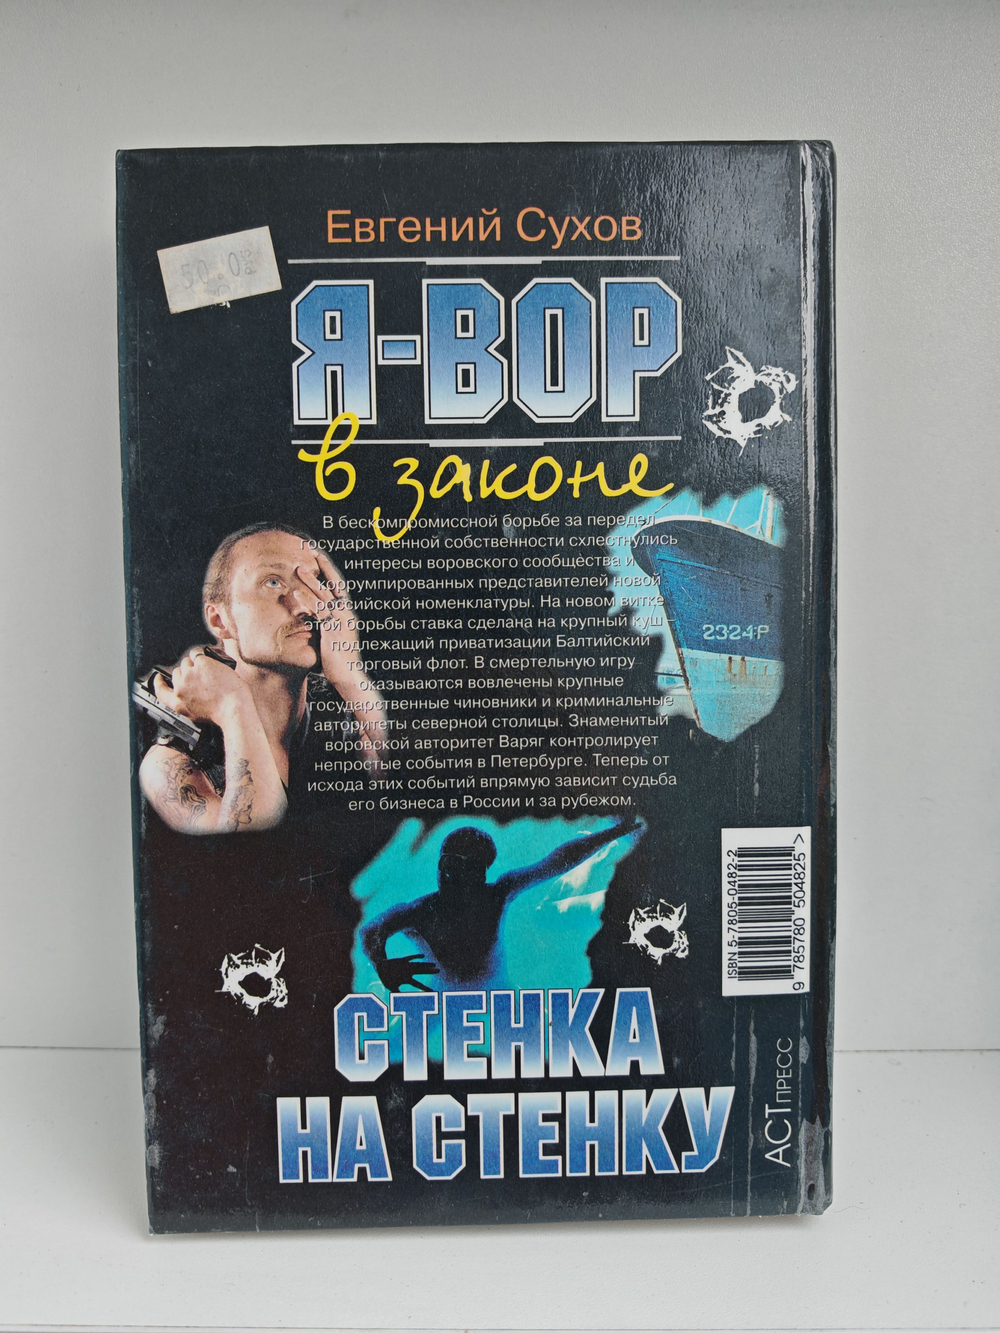 Евгений Сухов
50.0
Я-ВОР
в законе
В бескомпромиссной борьбе за передел
государственной собственности схлестнулись
интересы воровского сообщества и
коррумпированных представителей новой
российской номенклатуры. На новом витке
этой борьбы ставка сделана на крупный куш –
подлежащий приватизации Балтийский
торговый флот. В смертельную игру
оказываются вовлечены крупные
государственные чиновники и криминальные
авторитеты северной столицы. Знаменитый
воровской авторитет Варяг контролирует
непростые события в Петербурге. Теперь от
исхода этих событий впрямую зависит судьба
его бизнеса в России и за рубежом.
2324-Р
ISBN 5-7805-0482-2
9 785780 504825 >
СТЕНКА
НА СТЕНКУ
АСТ ПРЕСС